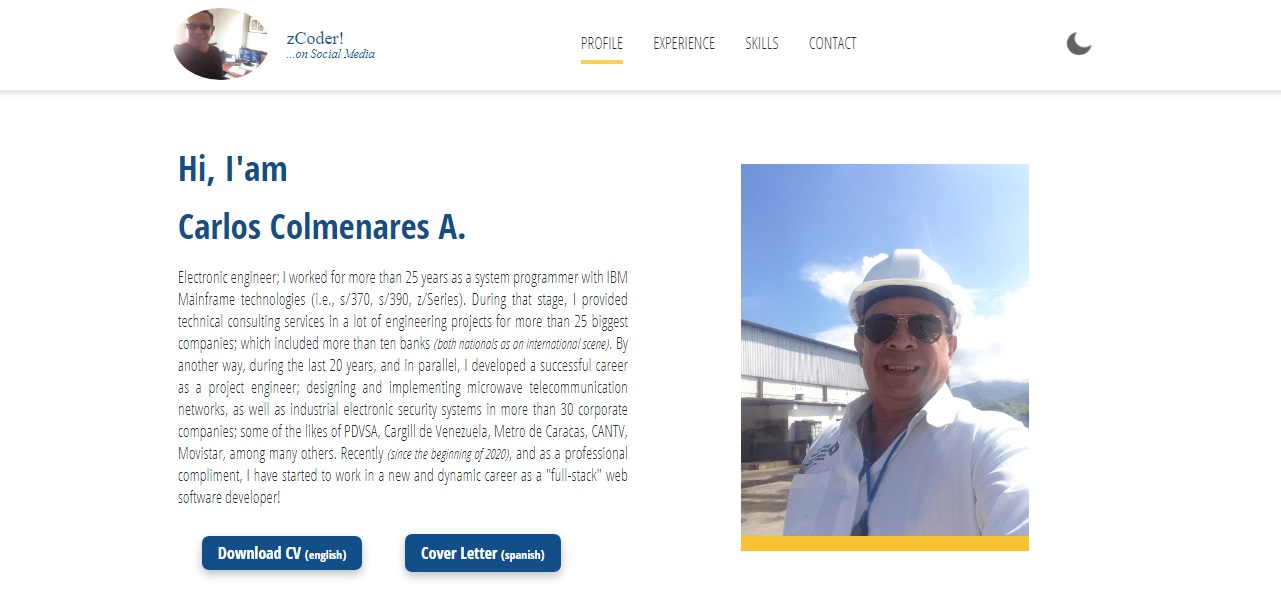 zCoder!
...on Social Media
PROFILE EXPERIENCE SKILLS CONTACT
Hi, I'am
Carlos Colmenares A.
Electronic engineer; I worked for more than 25 years as a system programmer with IBM
Mainframe technologies (i.e., s/370, s/390, z/Series). During that stage, I provided
technical consulting services in a lot of engineering projects for more than 25 biggest
companies; which included more than ten banks (both nationals as an international scene). By
another way, during the last 20 years, and in parallel, I developed a successful career
as a project engineer; designing and implementing microwave telecommunication
networks, as well as industrial electronic security systems in more than 30 corporate
companies; some of the likes of PDVSA, Cargill de Venezuela, Metro de Caracas, CANTV,
Movistar, among many others. Recently (since the beginning of 2020), and as a professional
compliment, I have started to work in a new and dynamic career as a "full-stack" web
software developer!
Download CV (english) Cover Letter (spanish)